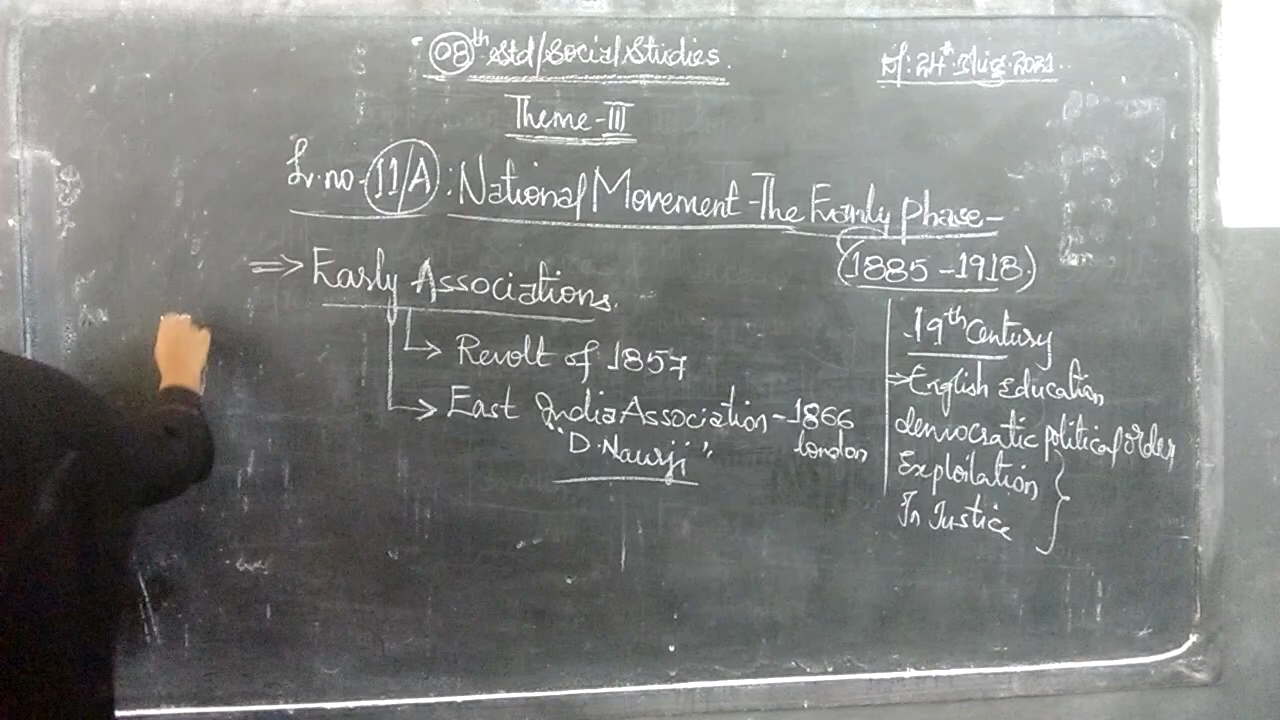 08th Std/Social Studies.
Dt: 24th Aug. 2021..
Theme-III
Lr.no-11/A: National Movement-The Early phase-
(1885-1918)
=> Early Associations.
Revolt of 1857
East India Association-1866
"D.Naurji" London
19th Century
=>English Education
democratic political order
Exploitation
In Justice